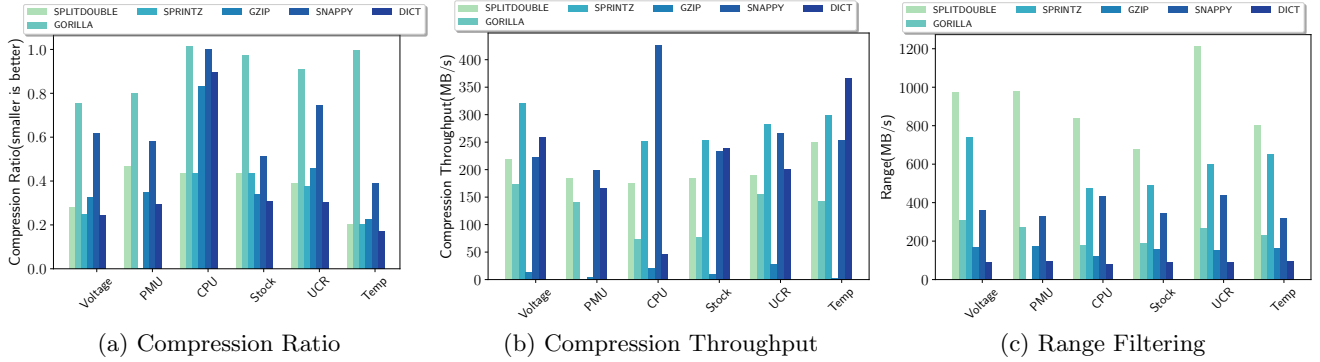 SPLITDOUBLE SPRINTZ GZIP SNAPPY DICT
GORILLA
Compression Ratio(smaller is better)
1.0
0.8
0.6
0.4
0.2
0.0
Voltage PMU CPU Stock UCR Temp
(a) Compression Ratio
SPLITDOUBLE SPRINTZ GZIP SNAPPY DICT
GORILLA
Compression Throughput(MB/s)
400
350
300
250
200
150
100
50
0
Voltage PMU CPU Stock UCR Temp
(b) Compression Throughput
SPLITDOUBLE SPRINTZ GZIP SNAPPY DICT
GORILLA
Range(MB/s)
1200
1000
800
600
400
200
0
Voltage PMU CPU Stock UCR Temp
(c) Range Filtering